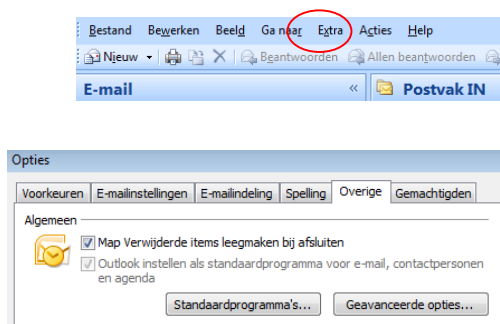 Bestand Bewerken Beeld Ga naar Extra Acties Help
Nieuw Beantwoorden Allen beantwoorden
E-mail « Postvak IN
Opties
Voorkeuren E-mailinstellingen E-mailindeling Spelling Overige Gemachtigden
Algemeen
Map Verwijderde items leegmaken bij afsluiten
Outlook instellen als standaardprogramma voor e-mail, contactpersonen
en agenda
Standaardprogramma's... Geavanceerde opties...